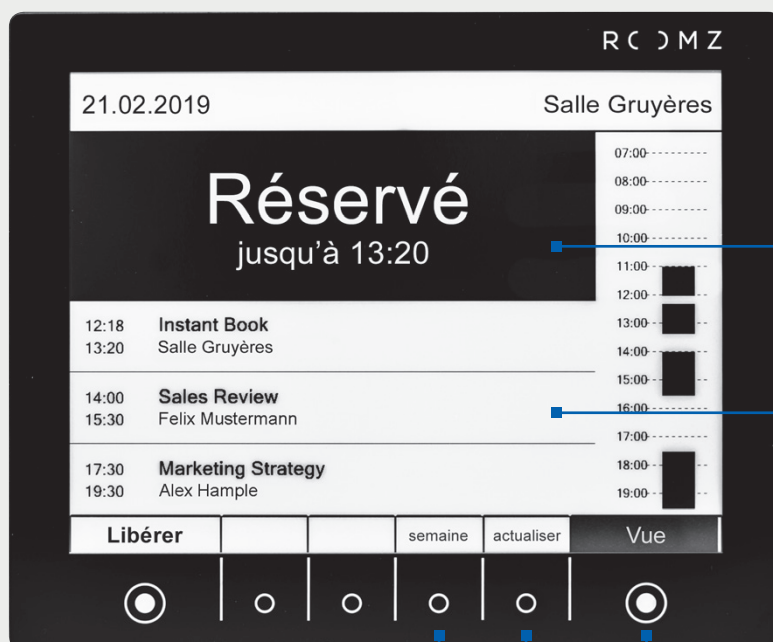 ROOMZ
21.02.2019 Salle Gruyères
Réservé
jusqu'à 13:20
12:18 Instant Book
13:20 Salle Gruyères
14:00 Sales Review
15:30 Felix Mustermann
17:30 Marketing Strategy
19:30 Alex Hample
07:00
08:00
09:00
10:00
11:00
12:00
13:00
14:00
15:00
16:00
17:00
18:00
19:00
Libérer semaine actualiser Vue